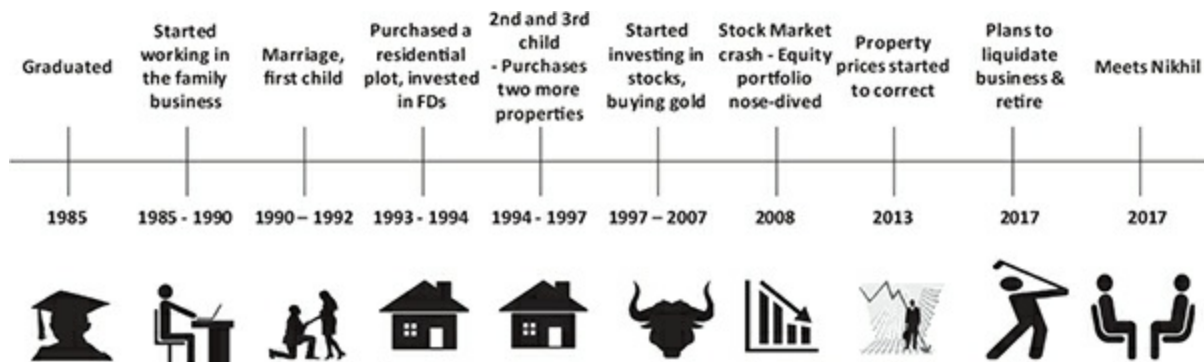 Graduated
Started
working in
the family
business
Marriage,
first child
Purchased a
residential
plot, invested
in FDs
2nd and 3rd
child
- Purchases
two more
properties
Started
investing in
stocks,
buying gold
Stock Market
crash - Equity
portfolio
nose-dived
Property
prices started
to correct
Plans to
liquidate
business &
retire
Meets Nikhil
1985
1985 - 1990
1990 – 1992
1993 - 1994
1994 - 1997
1997 – 2007
2008
2013
2017
2017